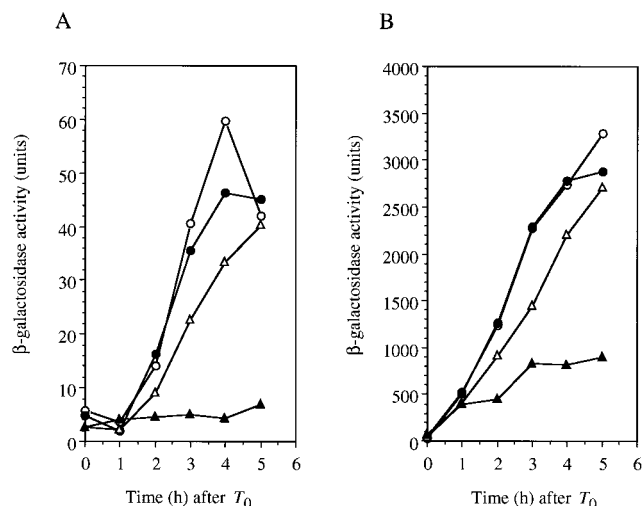 A
B
β-galactosidase activity (units)
70
60
50
40
30
20
10
0
0 1 2 3 4 5 6
Time (h) after T0
β-galactosidase activity (units)
4000
3500
3000
2500
2000
1500
1000
500
0
0 1 2 3 4 5 6
Time (h) after T0